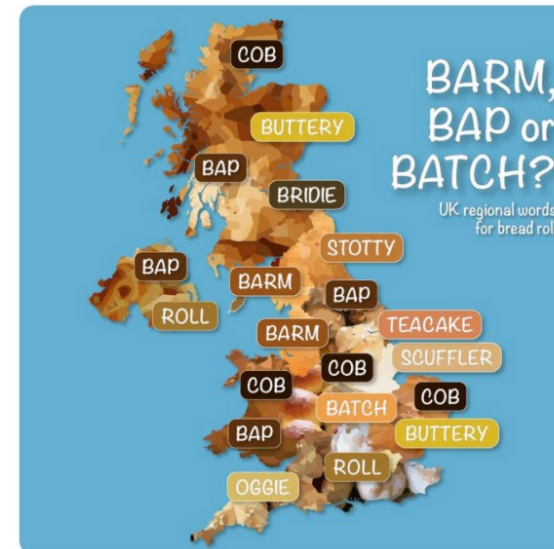 BARM,
BAP or
BATCH?
UK regional words
for bread roll
COB
BUTTERY
BAP
BRIDIE
STOTTY
BAP
BARM
BAP
ROLL
BARM
TEACAKE
SCUFFLER
COB
COB
COB
BATCH
BAP
BUTTERY
ROLL
OGGIE